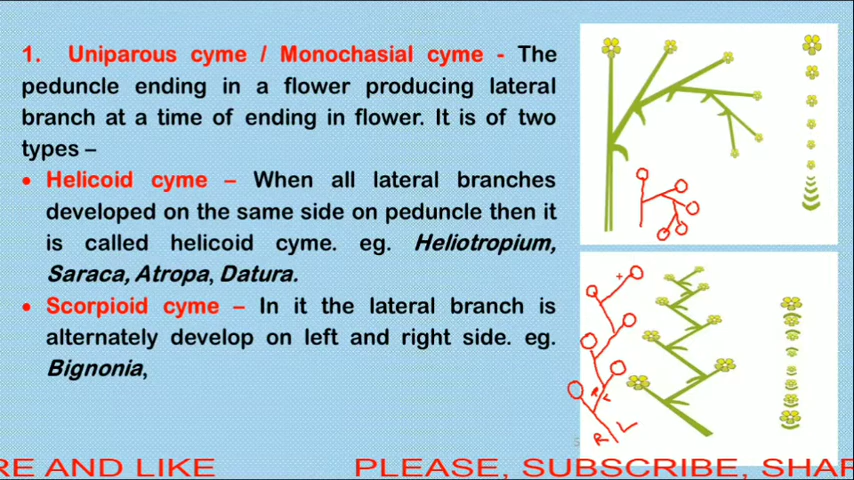 1. Uniparous cyme / Monochasial cyme - The
peduncle ending in a flower producing lateral
branch at a time of ending in flower. It is of two
types –
• Helicoid cyme – When all lateral branches
developed on the same side on peduncle then it
is called helicoid cyme. eg. Heliotropium,
Saraca, Atropa, Datura.
• Scorpioid cyme – In it the lateral branch is
alternately develop on left and right side. eg.
Bignonia,
R L
R L
RE AND LIKE PLEASE, SUBSCRIBE, SHAR